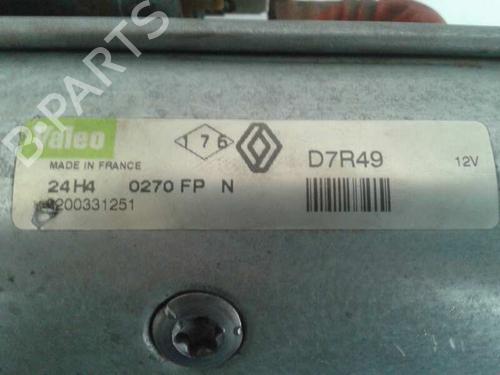 B-PARTS
Valeo
176
D7R49
12V
MADE IN FRANCE
24H4 0270 FP N
8200331251